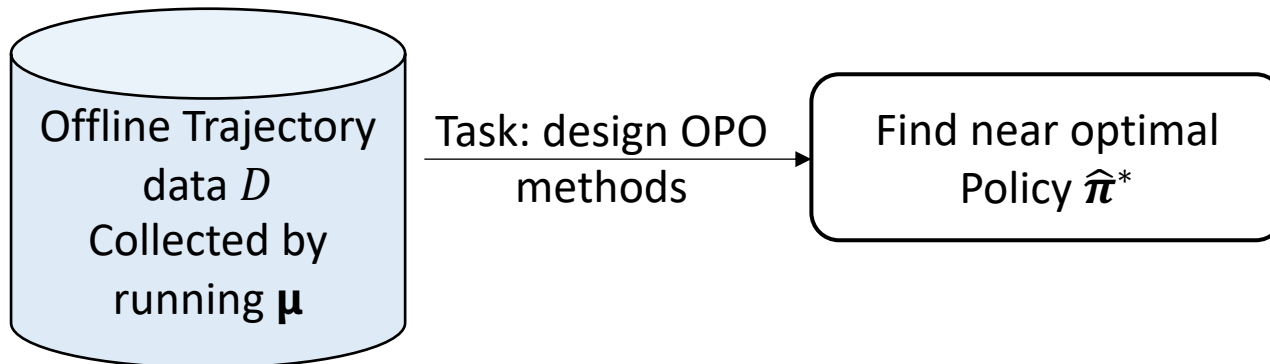 Offline Trajectory
data D
Collected by
running μ
Task: design OPO
methods
Find near optimal
Policy π̂*